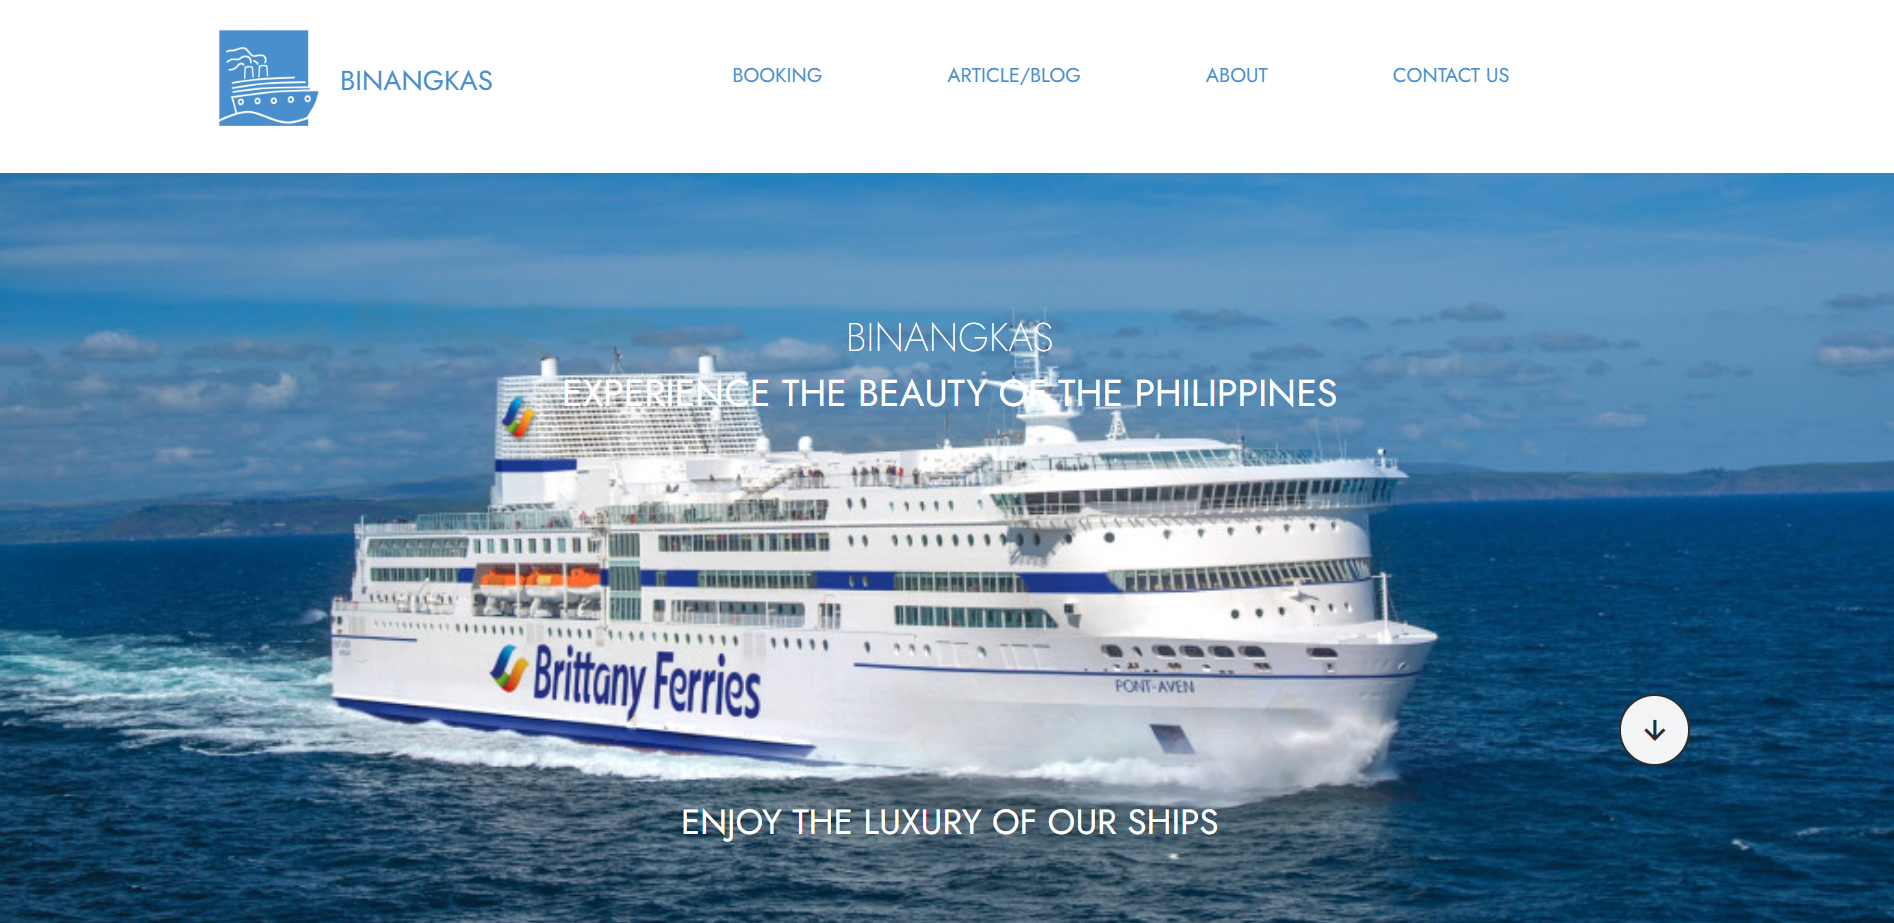 BINANGKAS
BOOKING
ARTICLE/BLOG
ABOUT
CONTACT US
BINANGKAS
EXPERIENCE THE BEAUTY OF THE PHILIPPINES
Brittany Ferries
PONT-AVEN
ENJOY THE LUXURY OF OUR SHIPS